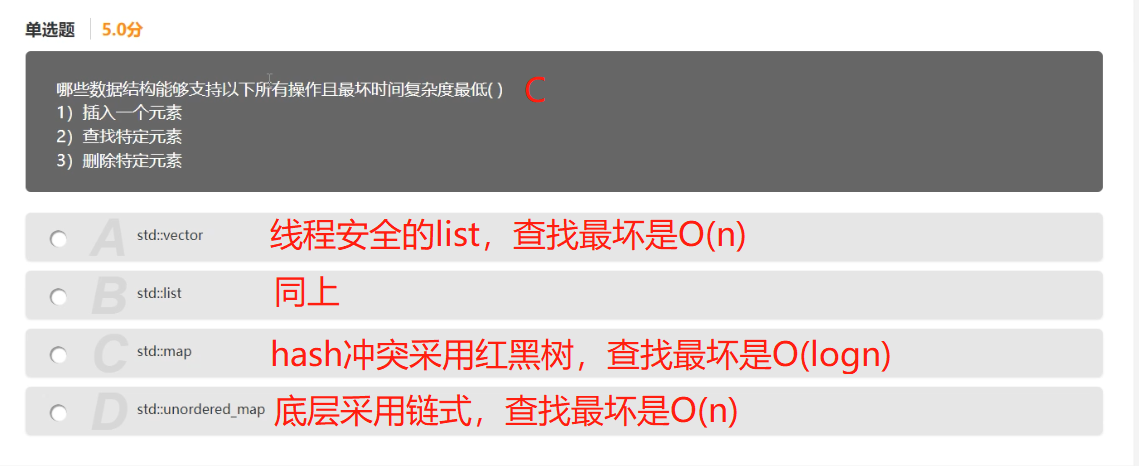 单选题 5.0分
哪些数据结构能够支持以下所有操作且最坏时间复杂度最低( ) C
1）插入一个元素
2）查找特定元素
3）删除特定元素
A std::vector 线程安全的list，查找最坏是O(n)
B std::list 同上
C std::map hash冲突采用红黑树，查找最坏是O(logn)
D std::unordered_map 底层采用链式，查找最坏是O(n)